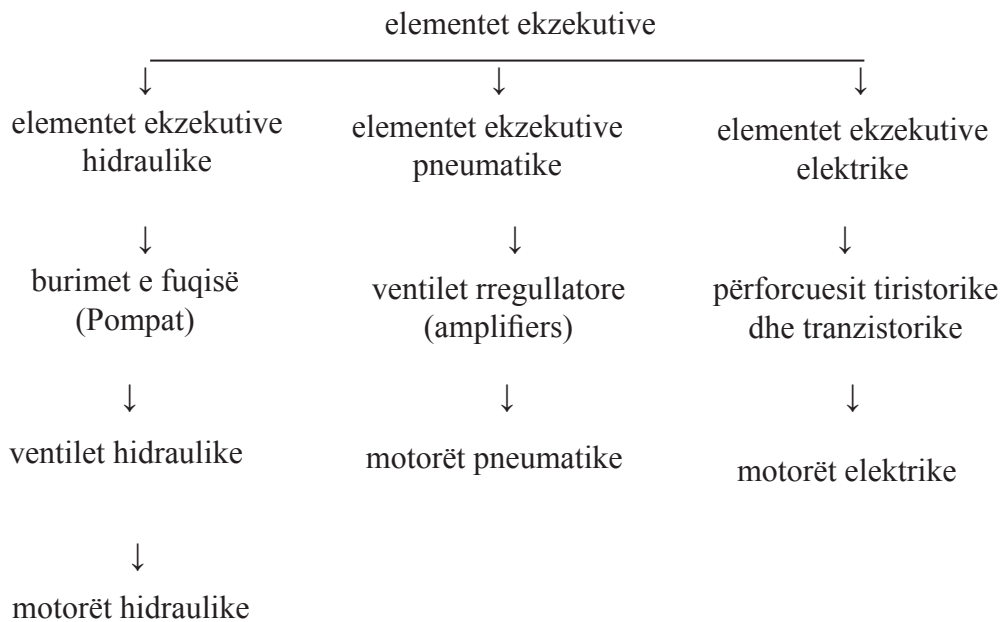 elementet ekzekutive
↓ ↓ ↓
elementet ekzekutive
hidraulike
elementet ekzekutive
pneumatike
elementet ekzekutive
elektrike
↓ ↓ ↓
burimet e fuqisë
(Pompat)
ventilet rregullatore
(amplifiers)
përforcuesit tiristorike
dhe tranzistorike
↓ ↓ ↓
ventilet hidraulike
motorët pneumatike
motorët elektrike
↓
motorët hidraulike